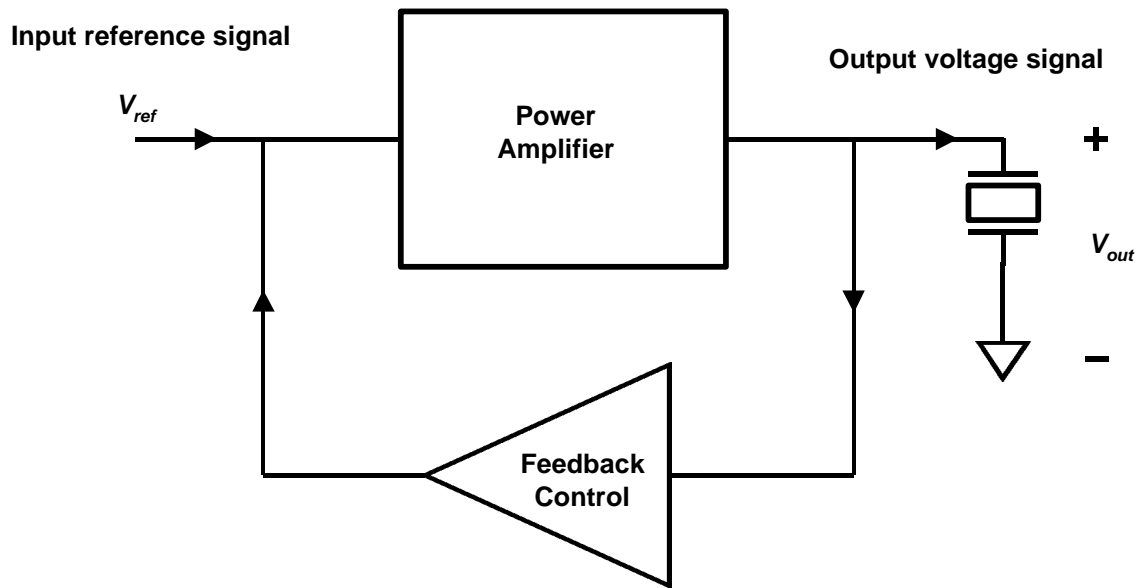 Input reference signal
V_ref
Power
Amplifier
Output voltage signal
+
V_out
−
Feedback
Control